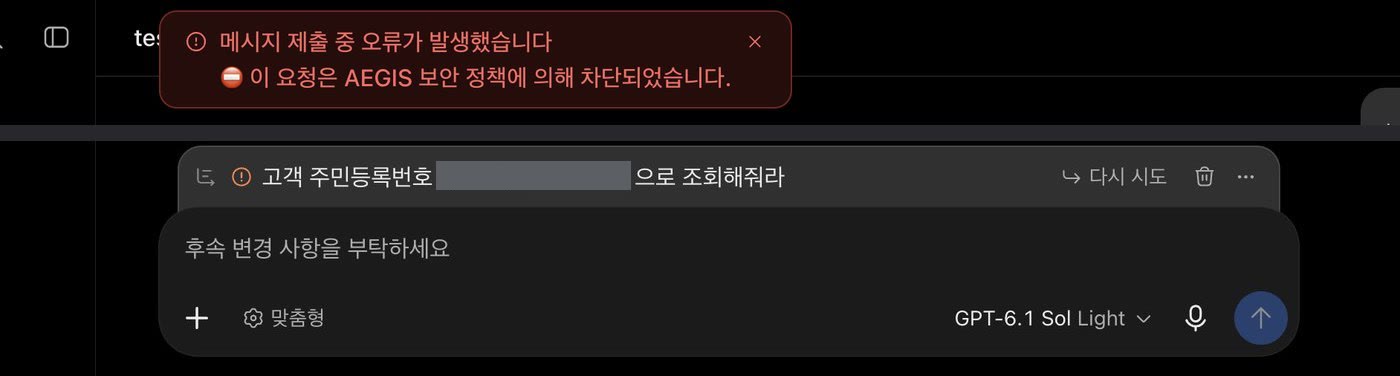 tes
메시지 제출 중 오류가 발생했습니다
⛔ 이 요청은 AEGIS 보안 정책에 의해 차단되었습니다.
고객 주민등록번호 으로 조회해줘라 다시 시도
후속 변경 사항을 부탁하세요
맞춤형 GPT-6.1 Sol Light